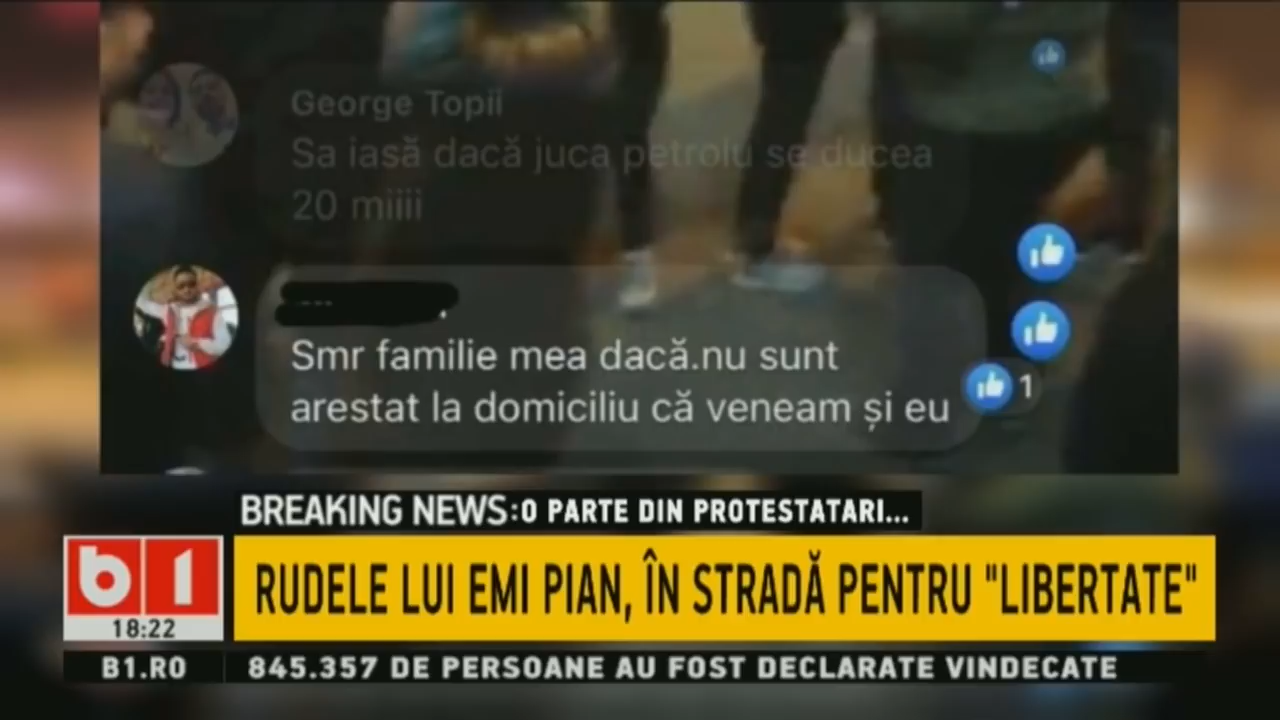 George Topii
Sa iasă dacă juca petrolu se ducea
20 miiii
Smr familie mea dacă.nu sunt
arestat la domiciliu că veneam și eu
1
BREAKING NEWS:O PARTE DIN PROTESTATARI...
b1
RUDELE LUI EMI PIAN, ÎN STRADĂ PENTRU "LIBERTATE"
18:22
B1.RO 845.357 DE PERSOANE AU FOST DECLARATE VINDECATE